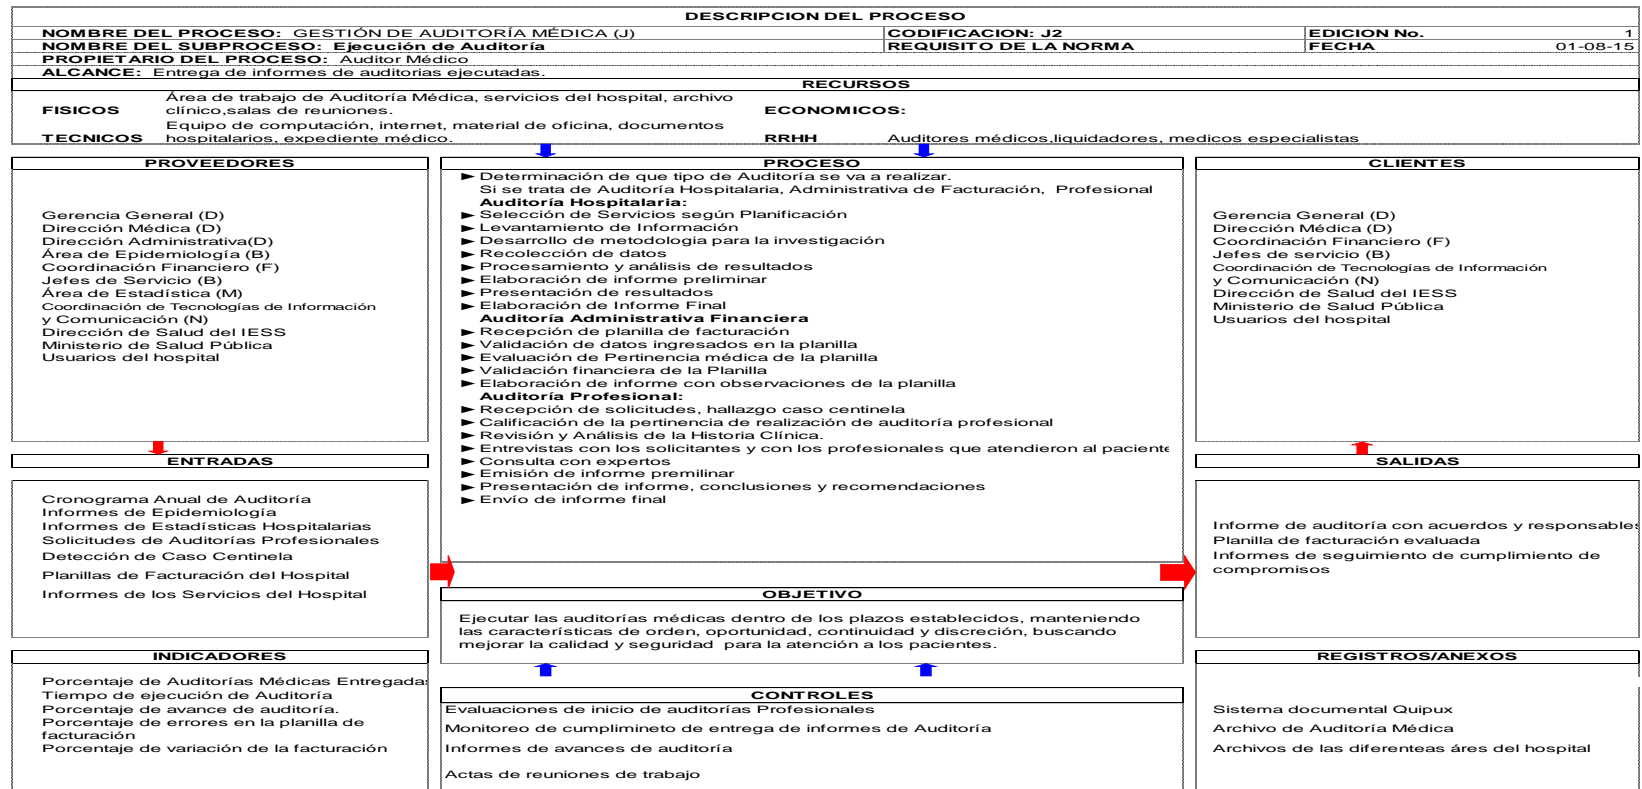 DESCRIPCION DEL PROCESO
NOMBRE DEL PROCESO: GESTIÓN DE AUDITORÍA MÉDICA (J) CODIFICACION: J2 EDICION No. 1
NOMBRE DEL SUBPROCESO: Ejecución de Auditoría REQUISITO DE LA NORMA FECHA 01-08-15
PROPIETARIO DEL PROCESO: Auditor Médico
ALCANCE: Entrega de informes de auditorias ejecutadas.
RECURSOS
FISICOS Área de trabajo de Auditoría Médica, servicios del hospital, archivo
clínico,salas de reuniones.
ECONOMICOS:
TECNICOS Equipo de computación, internet, material de oficina, documentos
hospitalarios, expediente médico.
RRHH Auditores médicos,liquidadores, medicos especialistas
PROVEEDORES
Gerencia General (D)
Dirección Médica (D)
Dirección Administrativa(D)
Área de Epidemiología (B)
Coordinación Financiero (F)
Jefes de Servicio (B)
Área de Estadística (M)
Coordinación de Tecnologías de Información
y Comunicación (N)
Dirección de Salud del IESS
Ministerio de Salud Pública
Usuarios del hospital
PROCESO
► Determinación de que tipo de Auditoría se va a realizar.
Si se trata de Auditoría Hospitalaria, Administrativa de Facturación, Profesional
Auditoría Hospitalaria:
► Selección de Servicios según Planificación
► Levantamiento de Información
► Desarrollo de metodologia para la investigación
► Recolección de datos
► Procesamiento y análisis de resultados
► Elaboración de informe preliminar
► Presentación de resultados
► Elaboración de Informe Final
Auditoría Administrativa Financiera
► Recepción de planilla de facturación
► Validación de datos ingresados en la planilla
► Evaluación de Pertinencia médica de la planilla
► Validación financiera de la Planilla
► Elaboración de informe con observaciones de la planilla
Auditoría Profesional:
► Recepción de solicitudes, hallazgo caso centinela
► Calificación de la pertinencia de realización de auditoría profesional
► Revisión y Análisis de la Historia Clínica.
► Entrevistas con los solicitantes y con los profesionales que atendieron al paciente
► Consulta con expertos
► Emisión de informe premilinar
► Presentación de informe, conclusiones y recomendaciones
► Envío de informe final
CLIENTES
Gerencia General (D)
Dirección Médica (D)
Coordinación Financiero (F)
Jefes de servicio (B)
Coordinación de Tecnologías de Información
y Comunicación (N)
Dirección de Salud del IESS
Ministerio de Salud Pública
Usuarios del hospital
ENTRADAS
Cronograma Anual de Auditoría
Informes de Epidemiología
Informes de Estadísticas Hospitalarias
Solicitudes de Auditorías Profesionales
Detección de Caso Centinela
Planillas de Facturación del Hospital
Informes de los Servicios del Hospital
SALIDAS
Informe de auditoría con acuerdos y responsables
Planilla de facturación evaluada
Informes de seguimiento de cumplimiento de
compromisos
OBJETIVO
Ejecutar las auditorías médicas dentro de los plazos establecidos, manteniendo
las características de orden, oportunidad, continuidad y discreción, buscando
mejorar la calidad y seguridad para la atención a los pacientes.
INDICADORES
Porcentaje de Auditorías Médicas Entregadas
Tiempo de ejecución de Auditoría
Porcentaje de avance de auditoría.
Porcentaje de errores en la planilla de
facturación
Porcentaje de variación de la facturación
CONTROLES
Evaluaciones de inicio de auditorías Profesionales
Monitoreo de cumplimineto de entrega de informes de Auditoría
Informes de avances de auditoría
Actas de reuniones de trabajo
REGISTROS/ANEXOS
Sistema documental Quipux
Archivo de Auditoría Médica
Archivos de las diferenteas áres del hospital